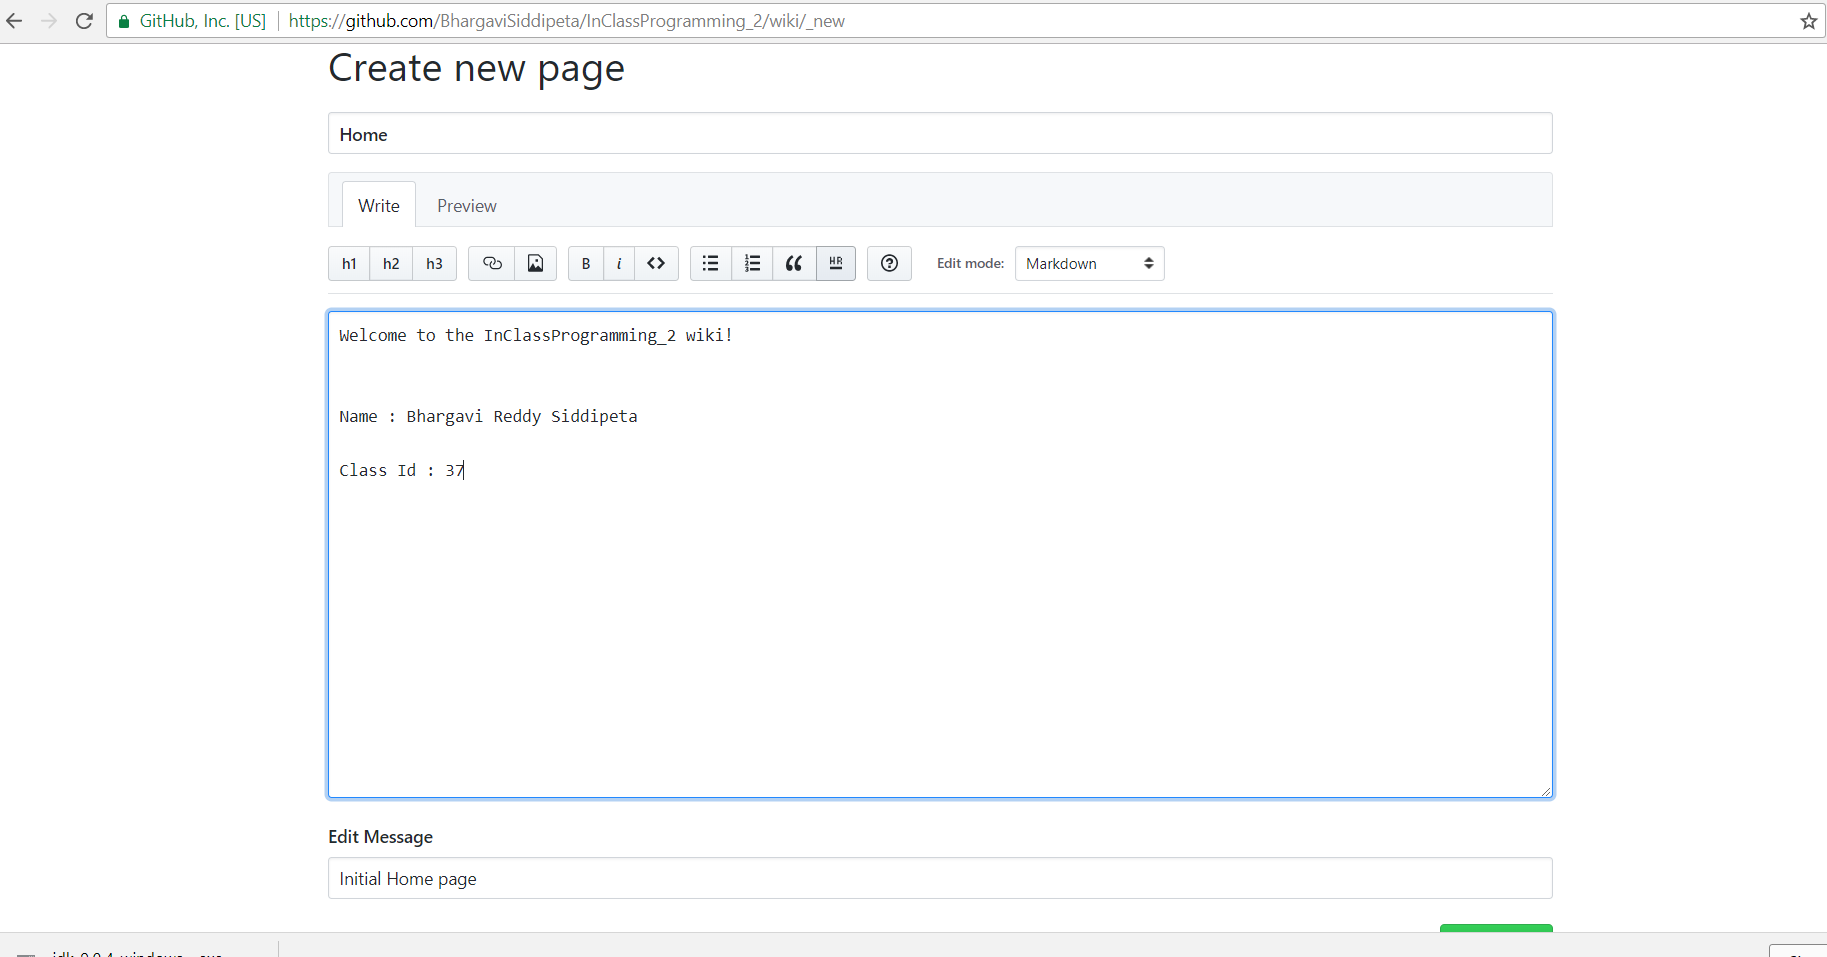 GitHub, Inc. [US] https://github.com/BhargaviSiddipeta/InClassProgramming_2/wiki/_new
Create new page
Home
Write Preview
h1 h2 h3 B i HR Edit mode: Markdown
Welcome to the InClassProgramming_2 wiki!
Name : Bhargavi Reddy Siddipeta
Class Id : 37
Edit Message
Initial Home page